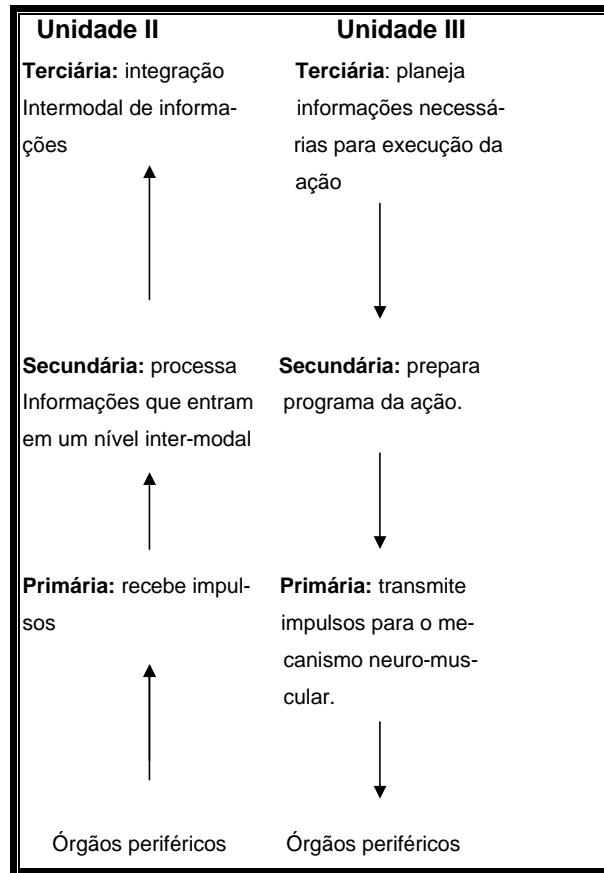 Unidade II
Terciária: integração
Intermodal de informa-
ções
Secundária: processa
Informações que entram
em um nível inter-modal
Primária: recebe impul-
sos
Órgãos periféricos
Unidade III
Terciária: planeja
informações necessá-
rias para execução da
ação
Secundária: prepara
programa da ação.
Primária: transmite
impulsos para o me-
canismo neuro-mus-
cular.
Órgãos periféricos